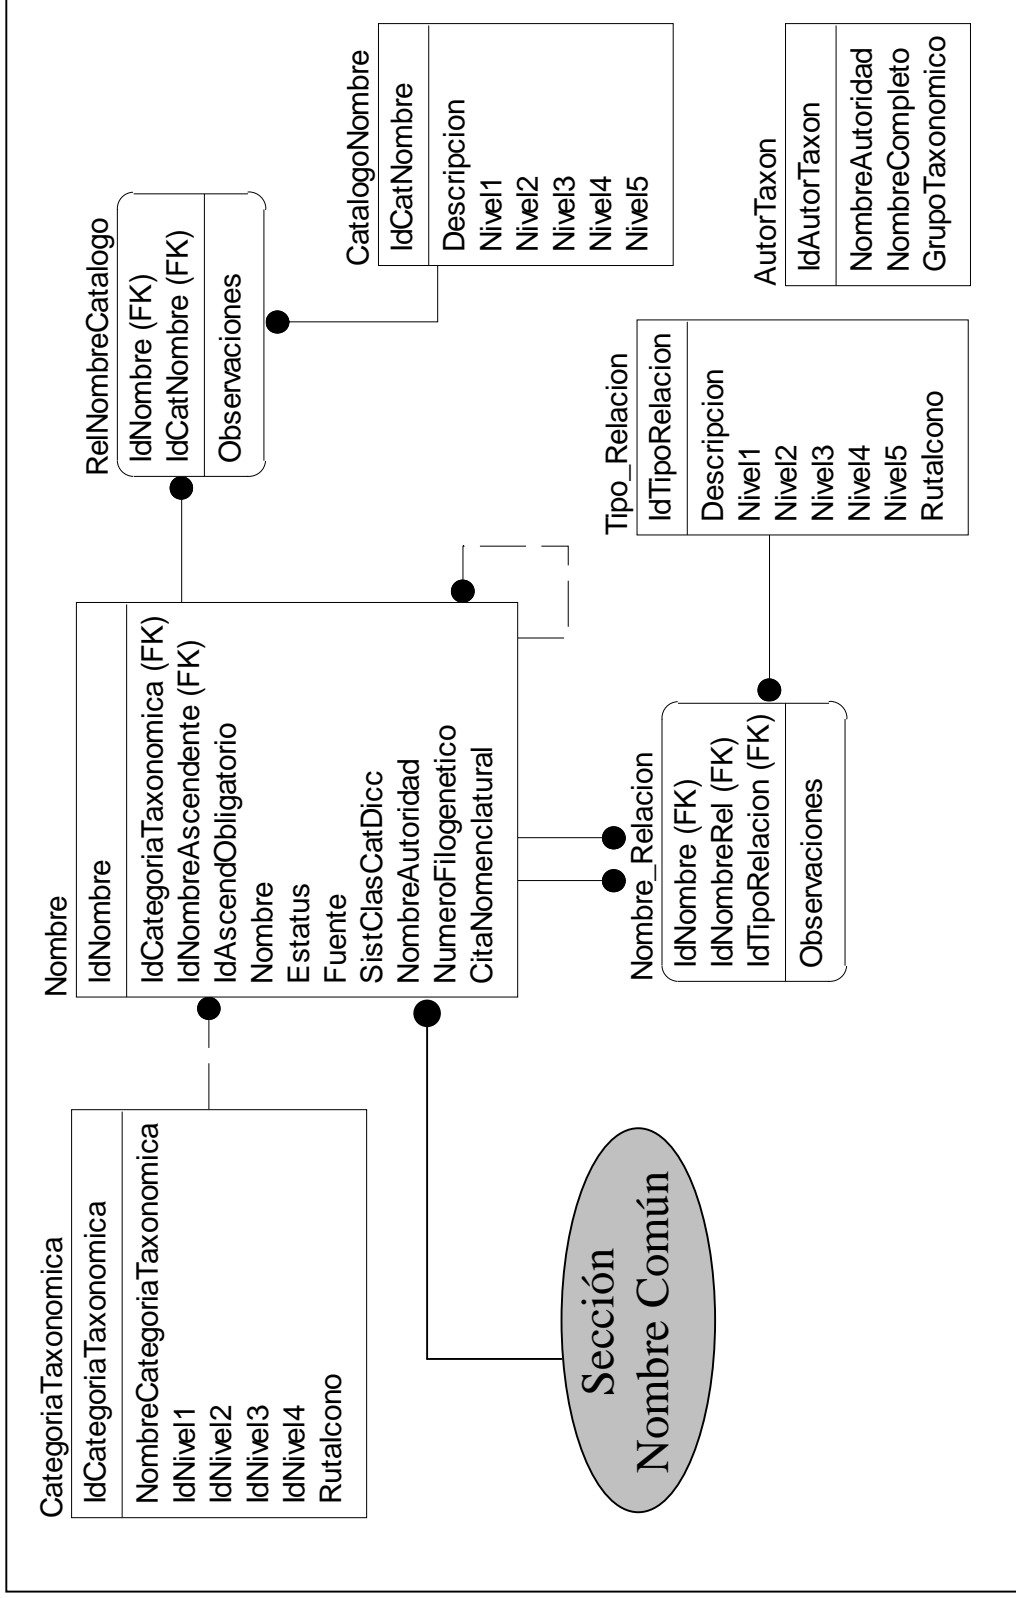 CategoriaTaxonomica
IdCategoriaTaxonomica
NombreCategoriaTaxonomica
IdNivel1
IdNivel2
IdNivel3
IdNivel4
RutaIcono
Nombre
IdNombre
IdCategoriaTaxonomica (FK)
IdNombreAscendente (FK)
IdAscendObligatorio
Nombre
Estatus
Fuente
SistClasCatDicc
NombreAutoridad
NumeroFilogenetico
CitaNomenclatural
RelNombreCatalogo
IdNombre (FK)
IdCatNombre (FK)
Observaciones
CatalogoNombre
IdCatNombre
Descripcion
Nivel1
Nivel2
Nivel3
Nivel4
Nivel5
Sección
Nombre Común
Nombre_Relacion
IdNombre (FK)
IdNombreRel (FK)
IdTipoRelacion (FK)
Observaciones
Tipo_Relacion
IdTipoRelacion
Descripcion
Nivel1
Nivel2
Nivel3
Nivel4
Nivel5
RutaIcono
AutorTaxon
IdAutorTaxon
NombreAutoridad
NombreCompleto
GrupoTaxonomico